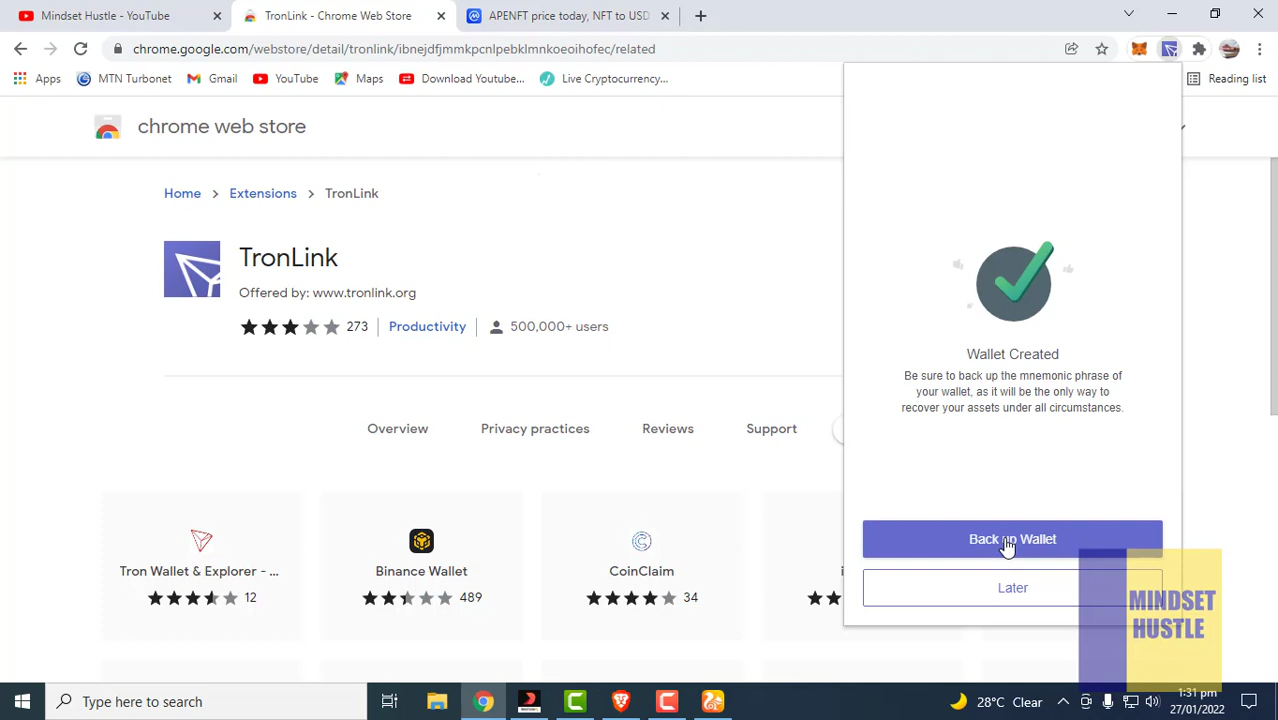 Mindset Hustle - YouTube
TronLink - Chrome Web Store
APENFT price today, NFT to USD
chrome.google.com/webstore/detail/tronlink/ibnejdfjmmkpcnlpebklmnkoeoihofec/related
Apps
MTN Turbonet
Gmail
YouTube
Maps
Download Youtube...
Live Cryptocurrency...
Reading list
chrome web store
Home > Extensions > TronLink
TronLink
Offered by: www.tronlink.org
273
Productivity
500,000+ users
Overview
Privacy practices
Reviews
Support
Tron Wallet & Explorer - ...
12
Binance Wallet
489
CoinClaim
34
Wallet Created
Be sure to back up the mnemonic phrase of
your wallet, as it will be the only way to
recover your assets under all circumstances.
Back up Wallet
Later
MINDSET
HUSTLE
Type here to search
28°C Clear
1:31 pm
27/01/2022